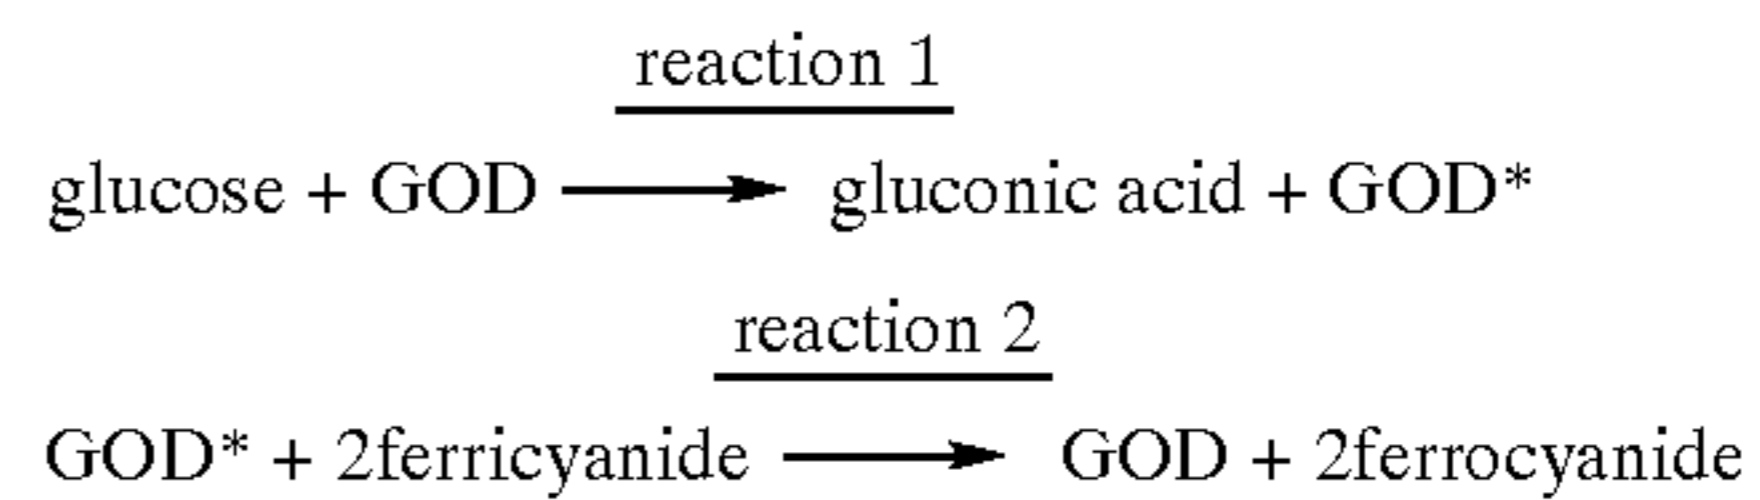 reaction 1
glucose + GOD ⟶ gluconic acid + GOD*
reaction 2
GOD* + 2ferricyanide ⟶ GOD + 2ferrocyanide